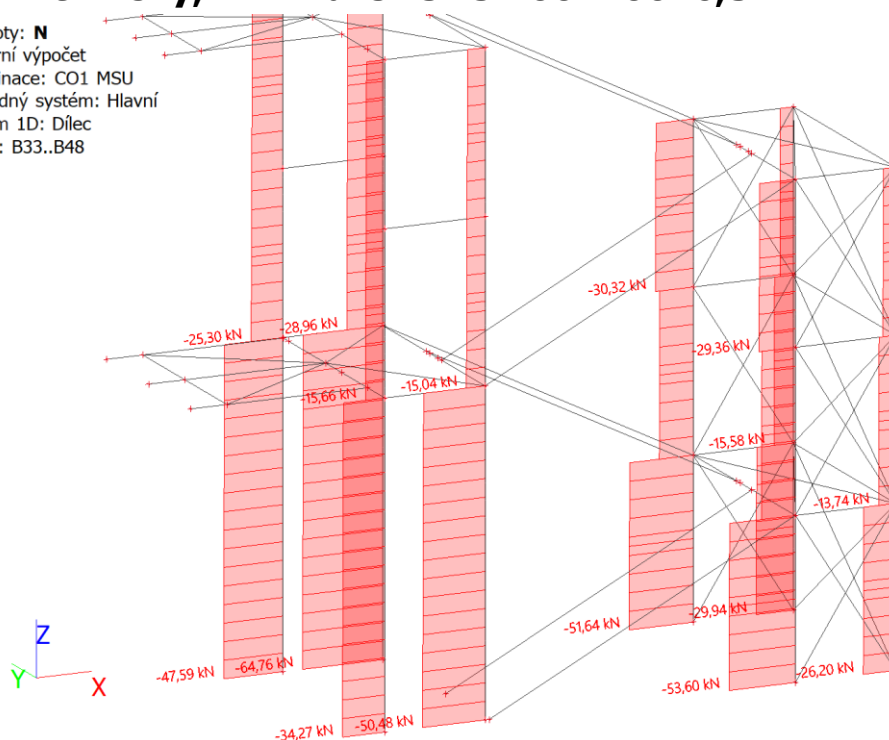 oty: N
ní výpočet
inace: CO1 MSU
dný systém: Hlavní
m 1D: Dílec
: B33..B48
-30,32 kN
-25,30 kN
-28,96 kN
-29,36 kN
-15,66 kN
-15,04 kN
-15,58 kN
-13,74 kN
-29,94 kN
-51,64 kN
-47,59 kN
-64,76 kN
-53,60 kN
-26,20 kN
-34,27 kN
-50,48 kN
Z
Y
X